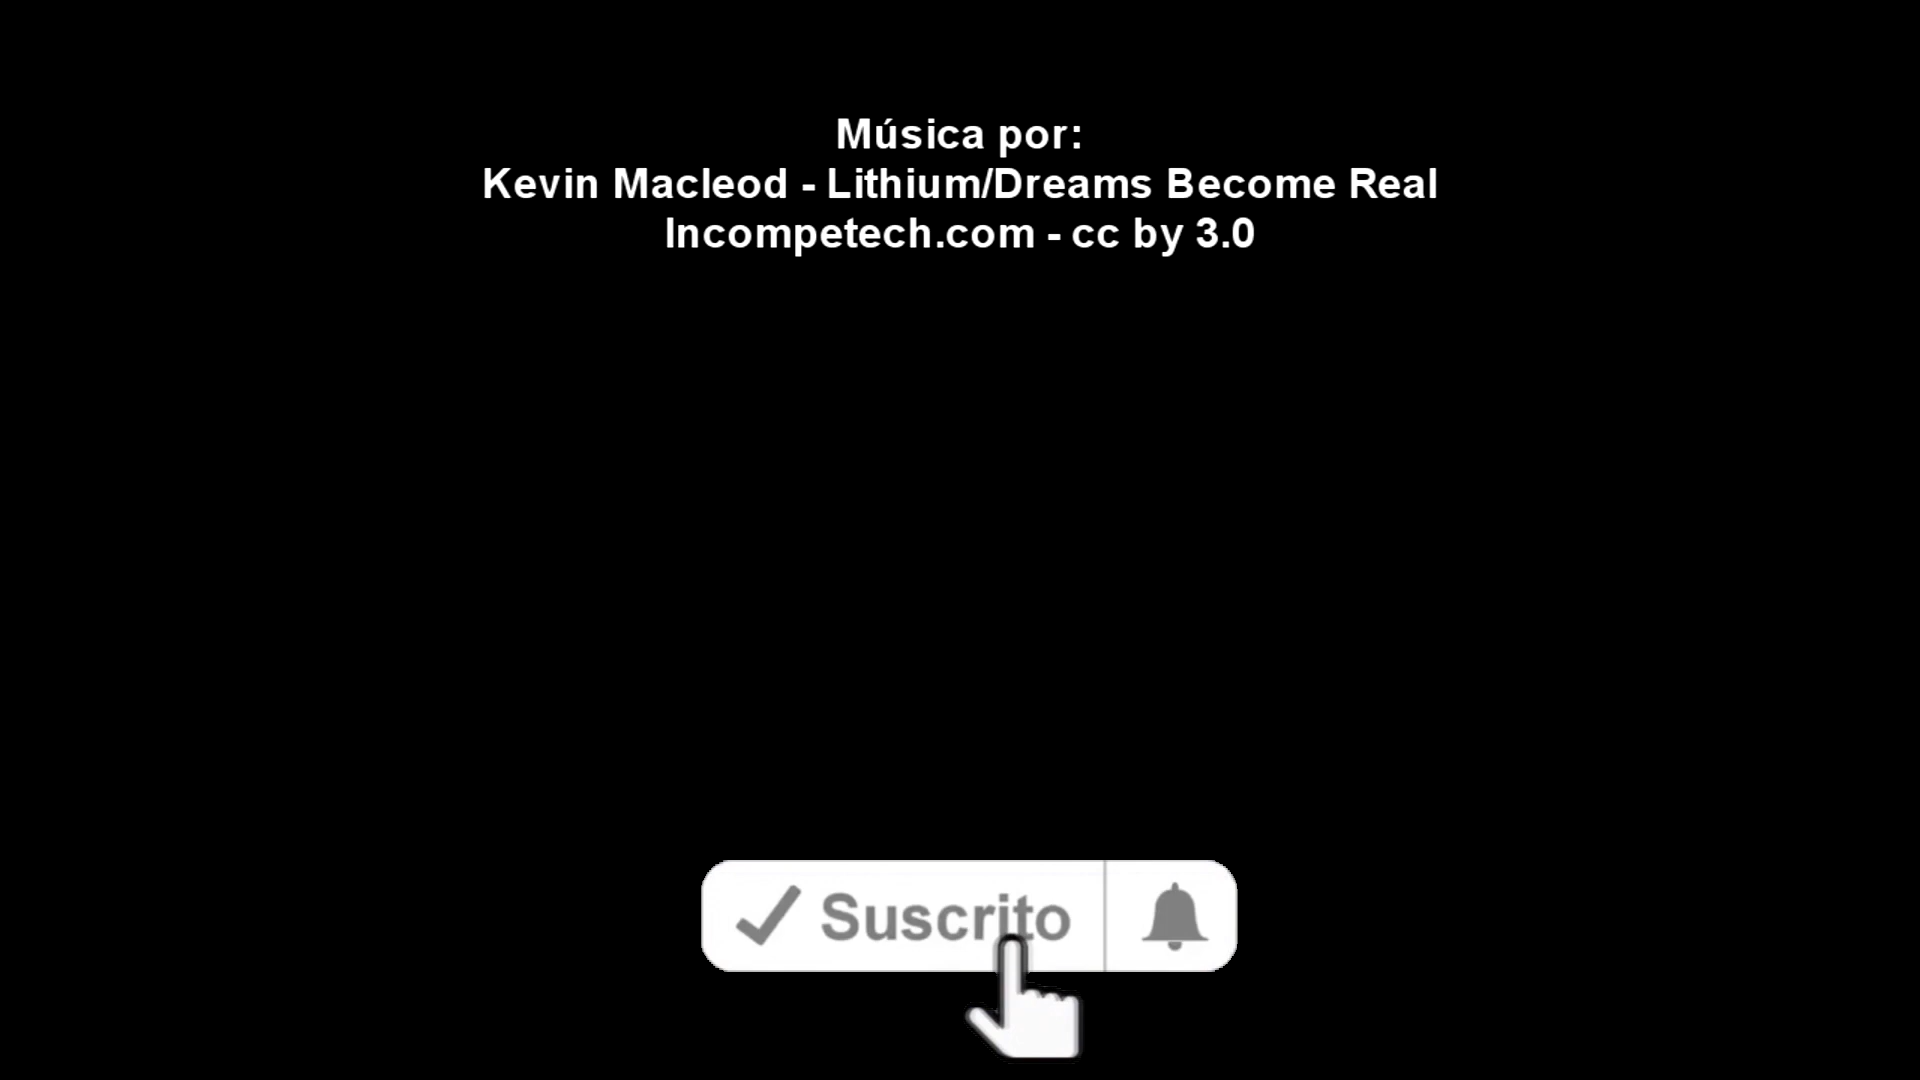 Música por:
Kevin Macleod - Lithium/Dreams Become Real
Incompetech.com - cc by 3.0
Suscrito